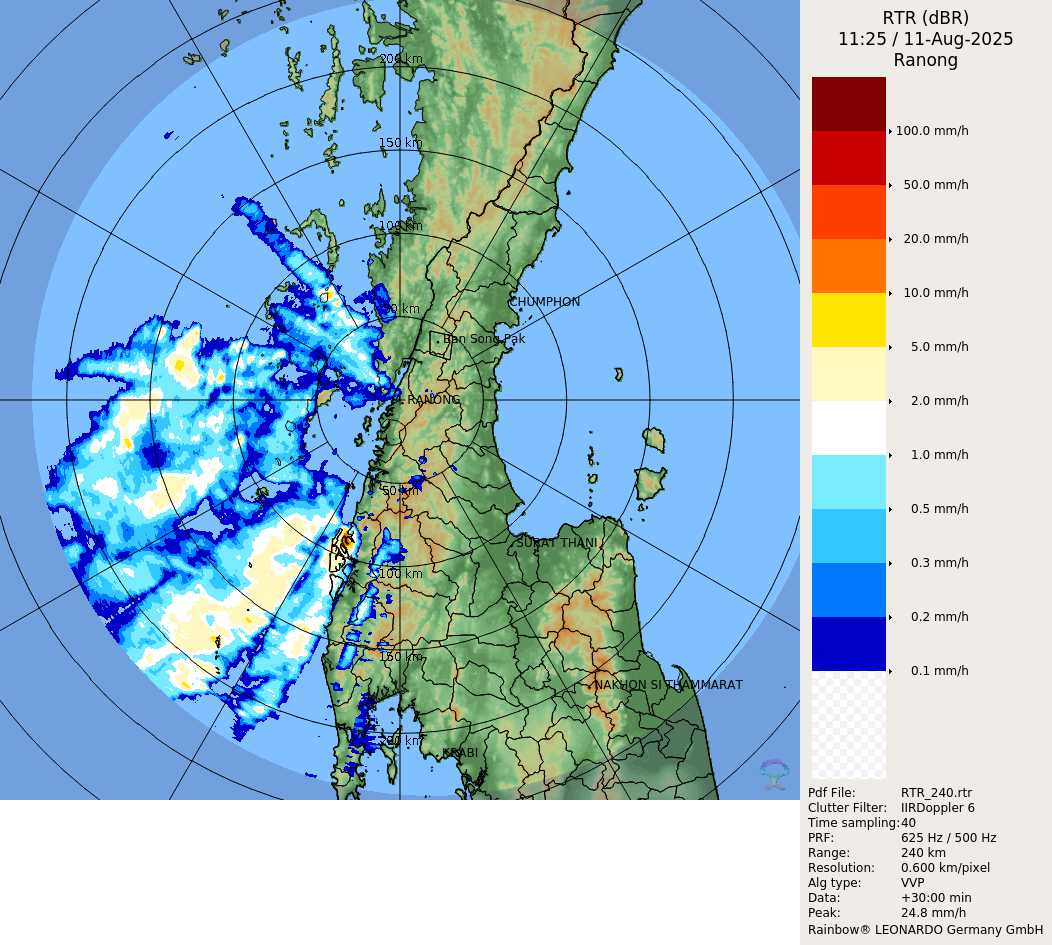 RTR (dBR)
11:25 / 11-Aug-2025
Ranong
200 km
150 km
100 km
50 km
CHUMPHON
Ban Song Pak
RANONG
50 km
SURAT THANI
100 km
150 km
NAKHON SI THAMMARAT
200 km
KRABI
100.0 mm/h
50.0 mm/h
20.0 mm/h
10.0 mm/h
5.0 mm/h
2.0 mm/h
1.0 mm/h
0.5 mm/h
0.3 mm/h
0.2 mm/h
0.1 mm/h
Pdf File: RTR_240.rtr
Clutter Filter: IIRDoppler 6
Time sampling:40
PRF: 625 Hz / 500 Hz
Range: 240 km
Resolution: 0.600 km/pixel
Alg type: VVP
Data: +30:00 min
Peak: 24.8 mm/h
Rainbow® LEONARDO Germany GmbH